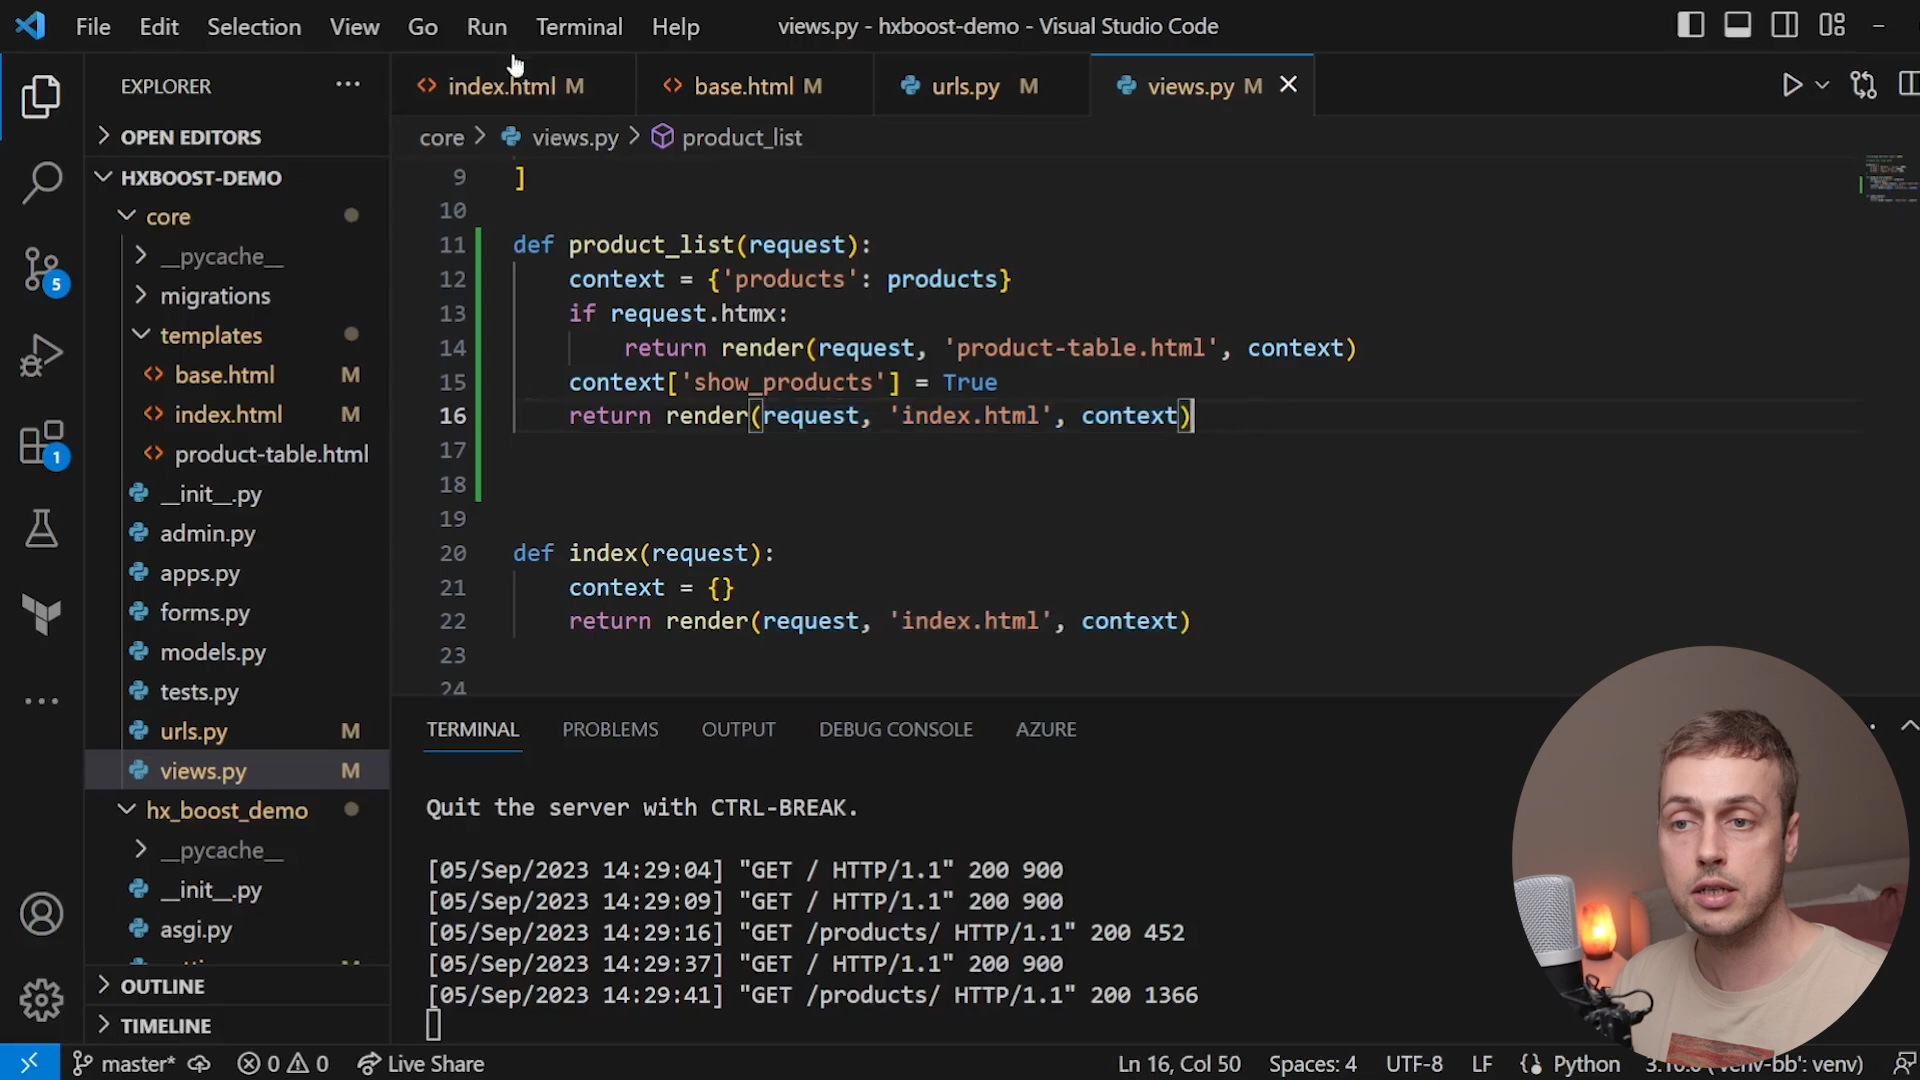 File Edit Selection View Go Run Terminal Help views.py - hxboost-demo - Visual Studio Code
EXPLORER
index.html M
base.html M
urls.py M
views.py M
OPEN EDITORS
core > views.py > product_list
HXBOOST-DEMO
core
__pycache__
migrations
templates
base.html M
index.html M
product-table.html
__init__.py
admin.py
apps.py
forms.py
models.py
tests.py
urls.py M
views.py M
hx_boost_demo
__pycache__
__init__.py
asgi.py
OUTLINE
TIMELINE
5
1
9 ]
10
11 def product_list(request):
12 context = {'products': products}
13 if request.htmx:
14 return render(request, 'product-table.html', context)
15 context['show_products'] = True
16 return render(request, 'index.html', context)
17
18
19
20 def index(request):
21 context = {}
22 return render(request, 'index.html', context)
23
24
TERMINAL PROBLEMS OUTPUT DEBUG CONSOLE AZURE
Quit the server with CTRL-BREAK.
[05/Sep/2023 14:29:04] "GET / HTTP/1.1" 200 900
[05/Sep/2023 14:29:09] "GET / HTTP/1.1" 200 900
[05/Sep/2023 14:29:16] "GET /products/ HTTP/1.1" 200 452
[05/Sep/2023 14:29:37] "GET / HTTP/1.1" 200 900
[05/Sep/2023 14:29:41] "GET /products/ HTTP/1.1" 200 1366
master* 0 0 Live Share Ln 16, Col 50 Spaces: 4 UTF-8 LF Python venv)